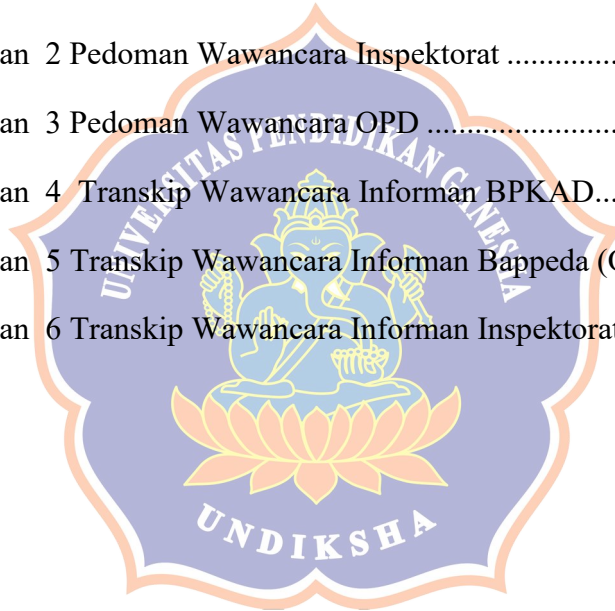 an 2 Pedoman Wawancara Inspektorat ...............
an 3 Pedoman Wawancara OPD ........................
an 4 Transkip Wawancara Informan BPKAD...
an 5 Transkip Wawancara Informan Bappeda (
an 6 Transkip Wawancara Informan Inspektorat
UNIVERSITAS PENDIDIKAN GANESHA
UNDIKSHA